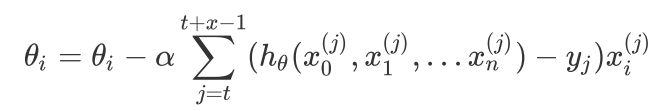 θ_i = θ_i − α ∑_{j=t}^{t+x−1} (h_θ(x_0^{(j)}, x_1^{(j)}, … x_n^{(j)}) − y_j)x_i^{(j)}